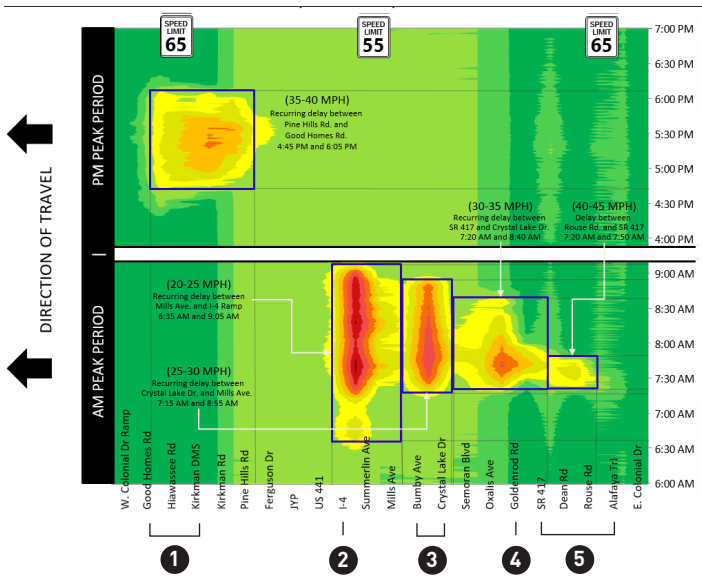 SPEED
LIMIT
65
SPEED
LIMIT
55
SPEED
LIMIT
65
7:00 PM
6:30 PM
6:00 PM
5:30 PM
5:00 PM
4:30 PM
4:00 PM
9:00 AM
8:30 AM
8:00 AM
7:30 AM
7:00 AM
6:30 AM
6:00 AM
DIRECTION OF TRAVEL
PM PEAK PERIOD
AM PEAK PERIOD
(35-40 MPH)
Recurring delay between
Pine Hills Rd. and
Good Homes Rd.
4:45 PM and 6:05 PM
(30-35 MPH)
Recurring delay between
SR 417 and Crystal Lake Dr.
7:20 AM and 8:40 AM
(40-45 MPH)
Delay between
Rouse Rd. and SR 417
7:20 AM and 7:50 AM
(20-25 MPH)
Recurring delay between
Mills Ave. and I-4 Ramp
6:35 AM and 9:05 AM
(25-30 MPH)
Recurring delay between
Crystal Lake Dr. and Mills Ave.
7:15 AM and 8:55 AM
W. Colonial Dr Ramp
Good Homes Rd
Hiawassee Rd
Kirkman DMS
Kirkman Rd
Pine Hills Rd
Ferguson Dr
JYP
US 441
I-4
Summerlin Ave
Mills Ave
Bumby Ave
Crystal Lake Dr
Semoran Blvd
Oxalis Ave
Goldenrod Rd
SR 417
Dean Rd
Rouse Rd
Alafaya Trl
E. Colonial Dr
1
2
3
4
5